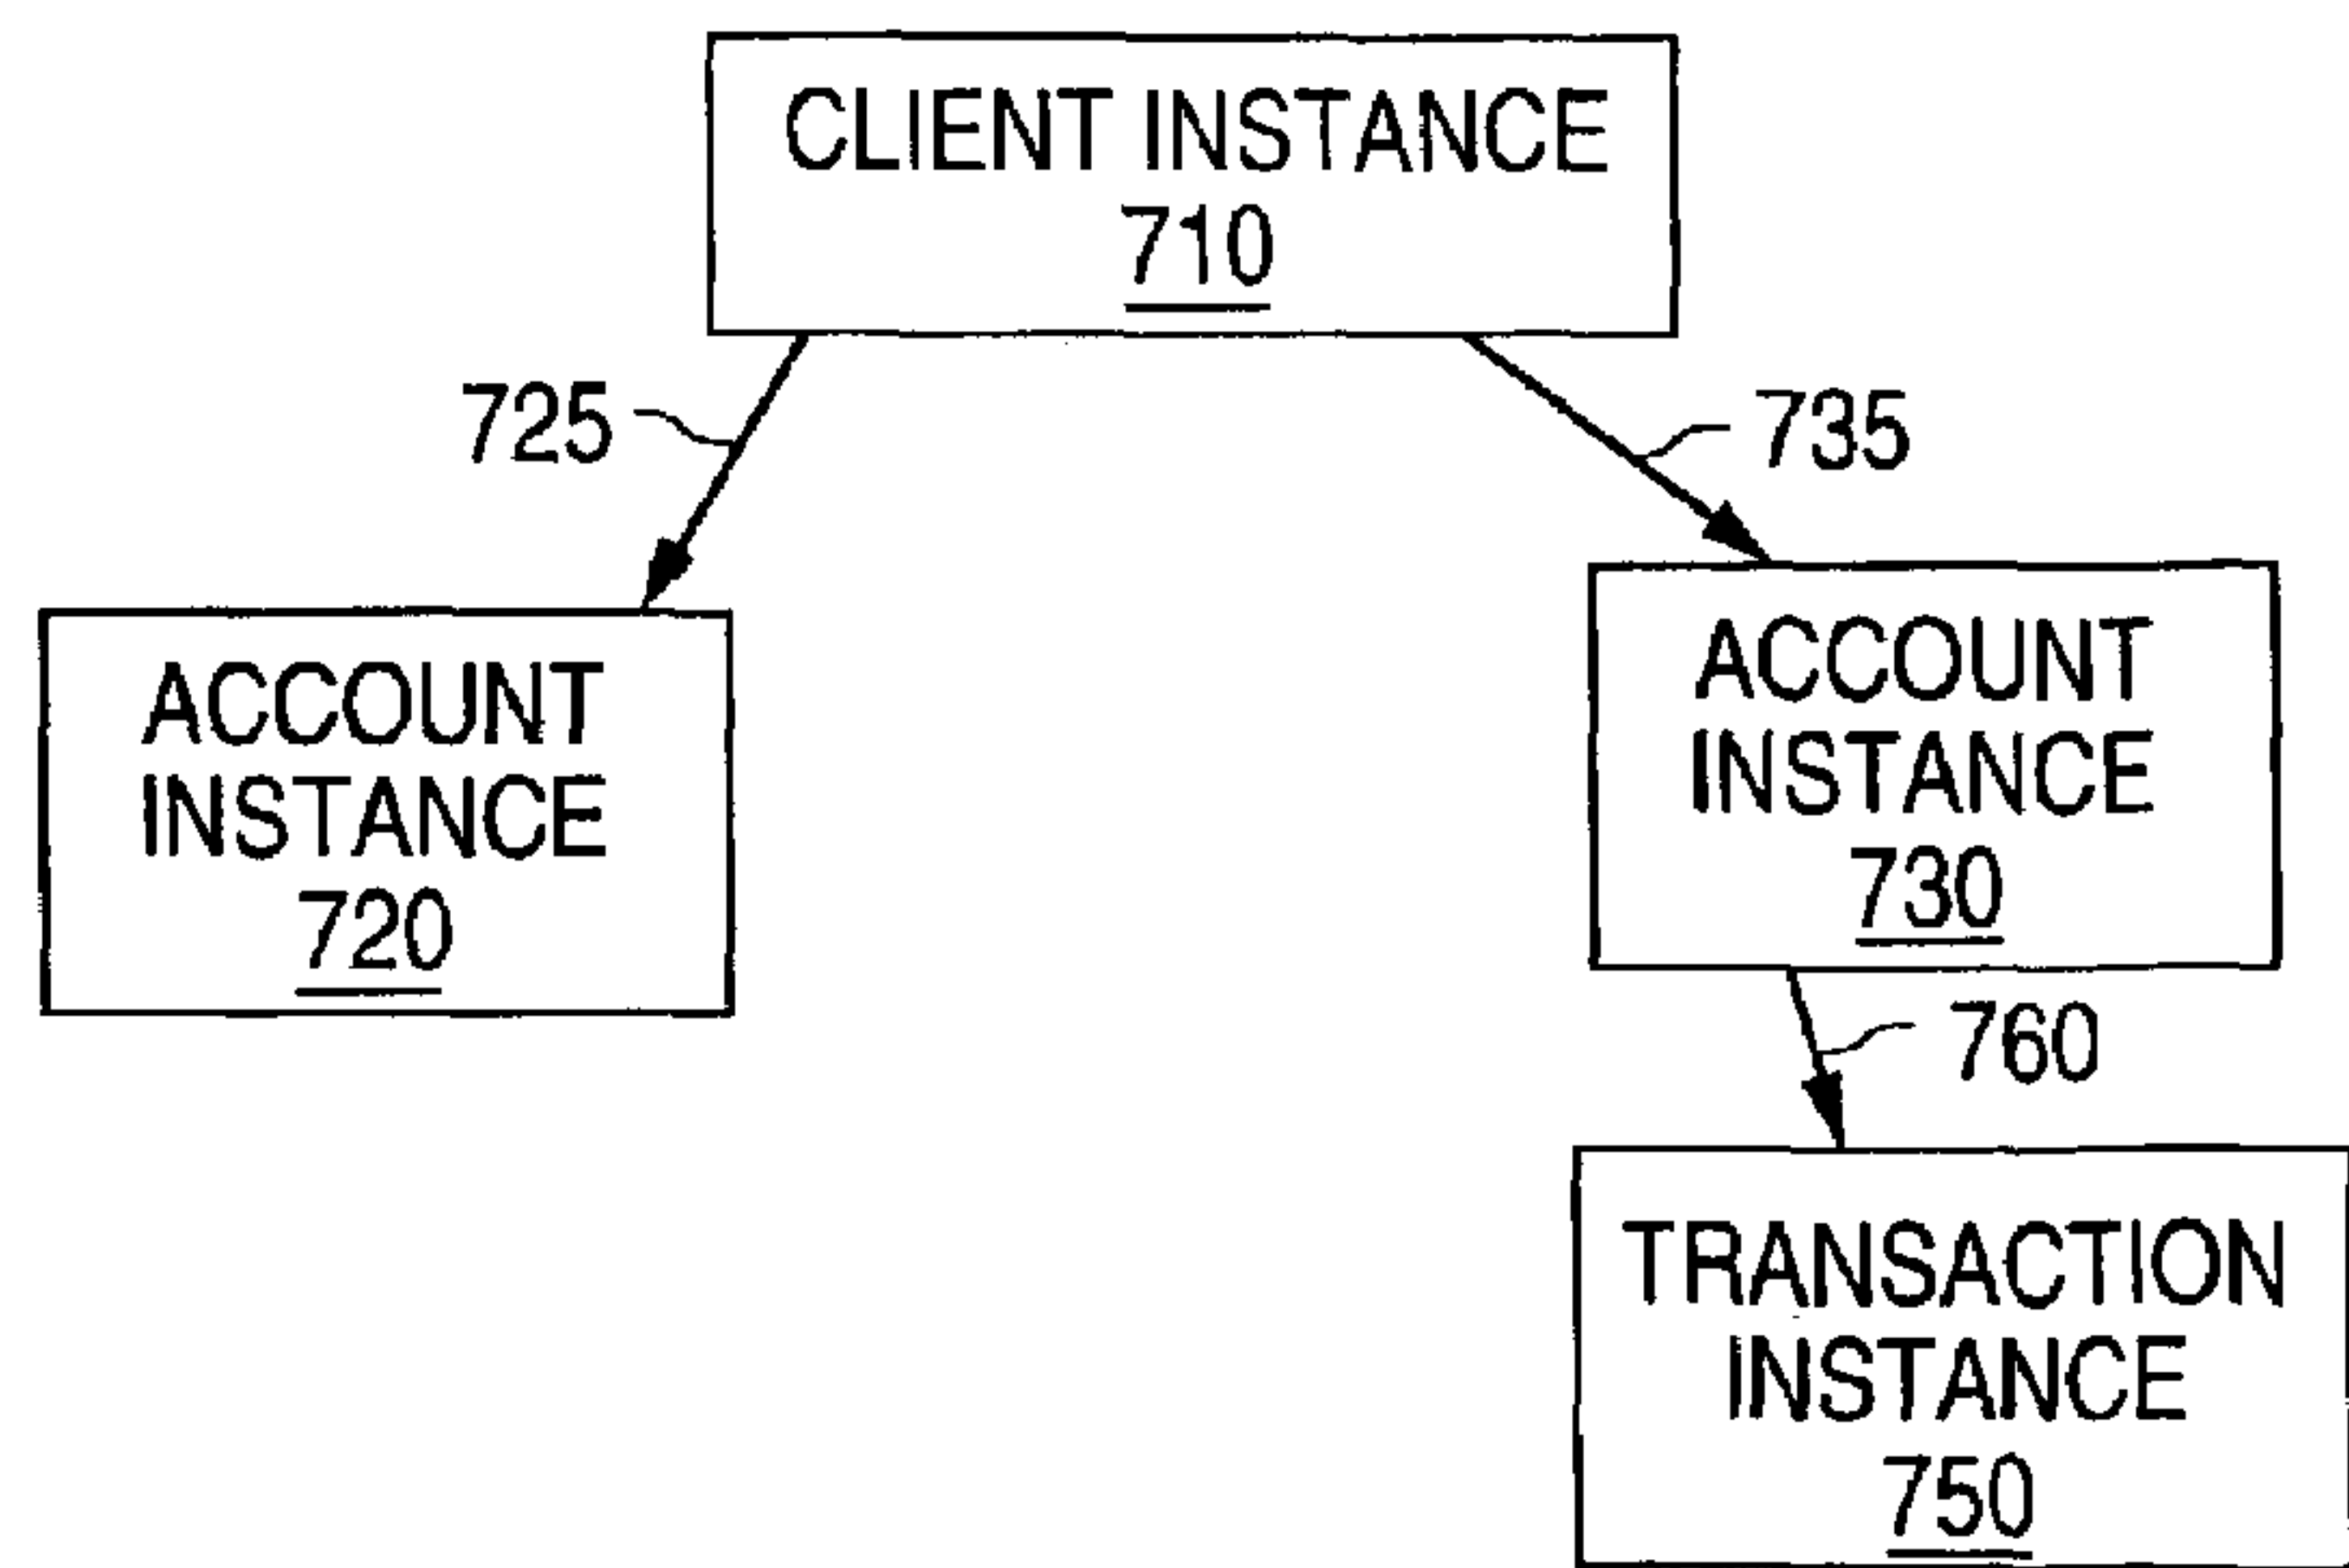 CLIENT INSTANCE
710
725
735
ACCOUNT
INSTANCE
720
ACCOUNT
INSTANCE
730
760
TRANSACTION
INSTANCE
750